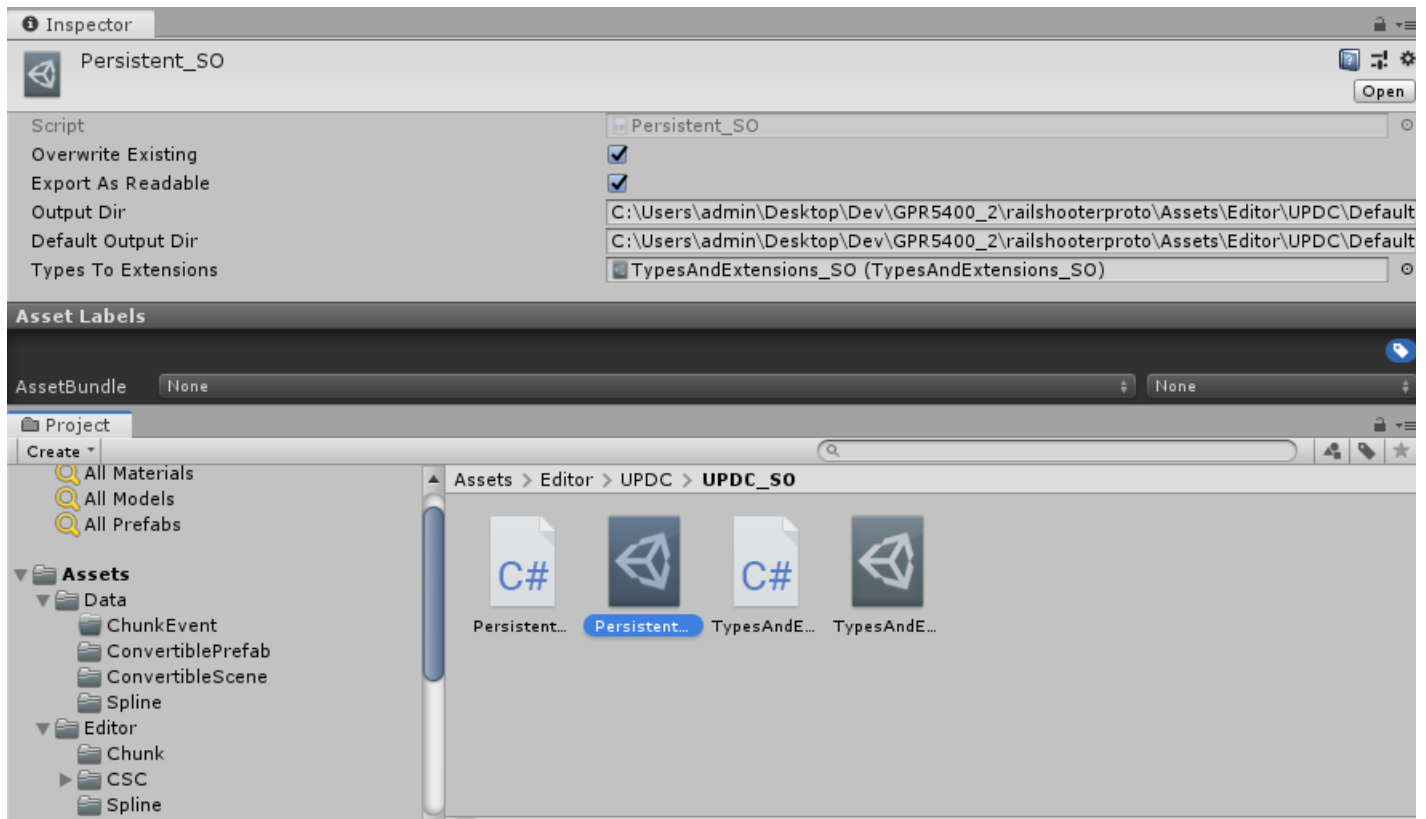 Inspector
Persistent_SO
Open
Script Persistent_SO
Overwrite Existing
Export As Readable
Output Dir C:\Users\admin\Desktop\Dev\GPR5400_2\railshooterproto\Assets\Editor\UPDC\Default
Default Output Dir C:\Users\admin\Desktop\Dev\GPR5400_2\railshooterproto\Assets\Editor\UPDC\Default
Types To Extensions TypesAndExtensions_SO (TypesAndExtensions_SO)
Asset Labels
AssetBundle None None
Project
Create
All Materials
All Models
All Prefabs
Assets
Data
ChunkEvent
ConvertiblePrefab
ConvertibleScene
Spline
Editor
Chunk
CSC
Spline
Assets > Editor > UPDC > UPDC_SO
C# C#
Persistent... Persistent... TypesAndE... TypesAndE...